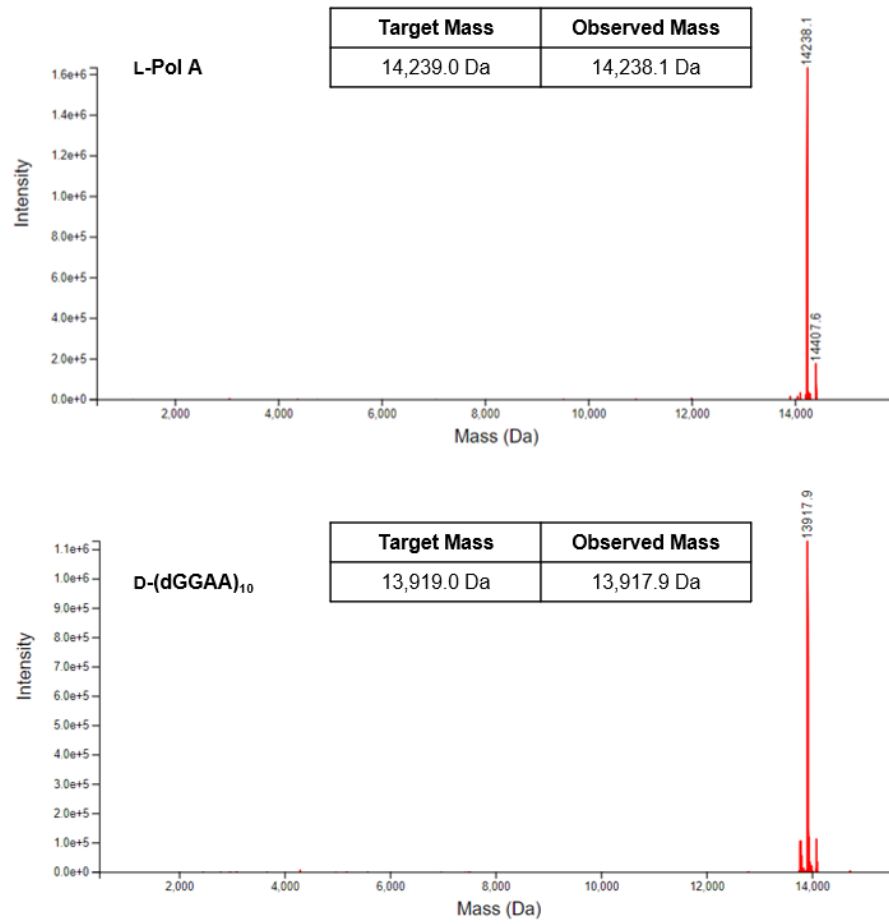 Target Mass Observed Mass
L-Pol A 14,239.0 Da 14,238.1 Da
14238.1
14407.6
1.6e+6
1.4e+6
1.2e+6
1.0e+6
8.0e+5
6.0e+5
4.0e+5
2.0e+5
0.0e+0
Intensity
2,000 4,000 6,000 8,000 10,000 12,000 14,000
Mass (Da)
Target Mass Observed Mass
D-(dGGAA)₁₀ 13,919.0 Da 13,917.9 Da
13917.9
1.1e+6
1.0e+6
9.0e+5
8.0e+5
7.0e+5
6.0e+5
5.0e+5
4.0e+5
3.0e+5
2.0e+5
1.0e+5
0.0e+0
Intensity
2,000 4,000 6,000 8,000 10,000 12,000 14,000
Mass (Da)